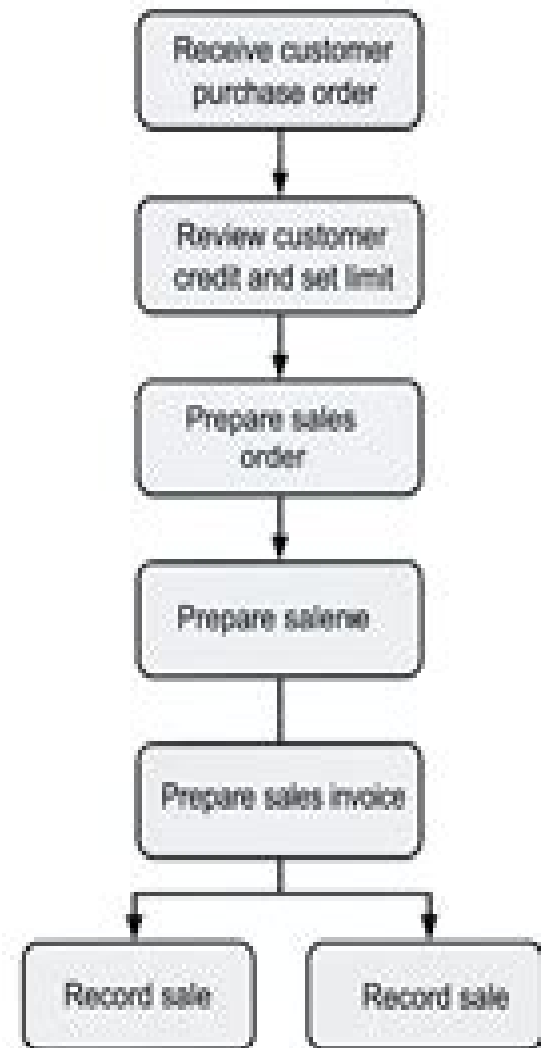 Receive customer
purchase order
Review customer
credit and set limit
Prepare sales
order
Prepare salenie
Prepare sales invoice
Record sale
Record sale